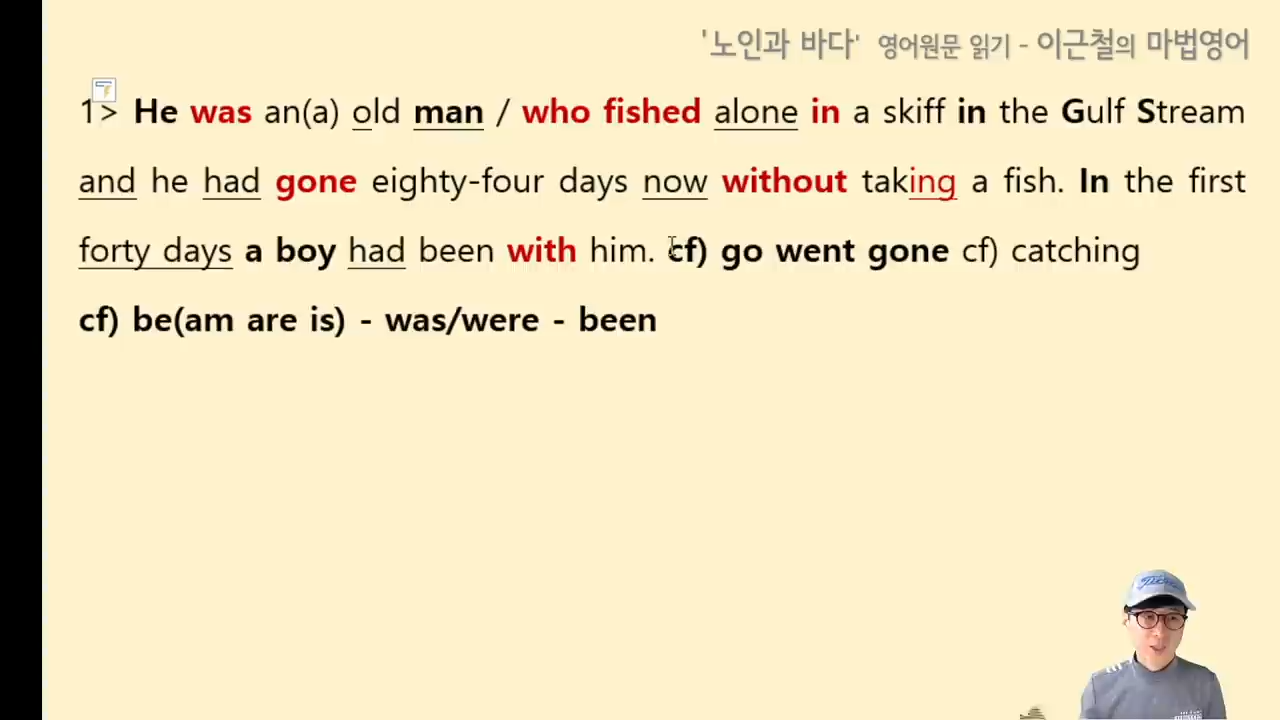 '노인과 바다' 영어원문 읽기 - 이근철의 마법영어
1> He was an(a) old man / who fished alone in a skiff in the Gulf Stream
and he had gone eighty-four days now without taking a fish. In the first
forty days a boy had been with him. cf) go went gone cf) catching
cf) be(am are is) - was/were - been